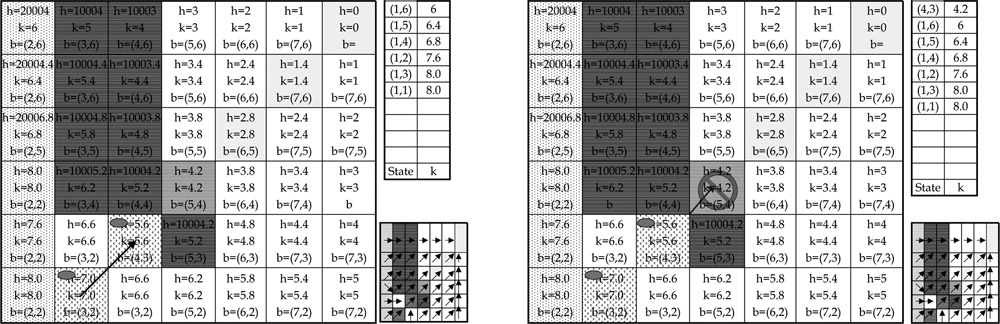 h=20004 h=10004 h=10003 h=3 h=2 h=1 h=0
k=6 k=5 k=4 k=3 k=2 k=1 k=0
b=(2,6) b=(3,6) b=(4,6) b=(5,6) b=(6,6) b=(7,6) b=
h=20004.4 h=10004.4 h=10003.4 h=3.4 h=2.4 h=1.4 h=1
k=6.4 k=5.4 k=4.4 k=3.4 k=2.4 k=1.4 k=1
b=(2,6) b=(3,6) b=(4,6) b=(5,6) b=(6,6) b=(7,6) b=(7,6)
h=20006.8 h=10004.8 h=10003.8 h=3.8 h=2.8 h=2.4 h=2
k=6.8 k=5.8 k=4.8 k=3.8 k=2.8 k=2.4 k=2
b=(2,5) b=(3,5) b=(4,5) b=(5,5) b=(6,5) b=(7,5) b=(7,5)
h=8.0 h=10005.2 h=10004.2 h=4.2 h=3.8 h=3.4 h=3
k=8.0 k=6.2 k=5.2 k=4.2 k=3.8 k=3.4 k=3
b=(2,2) b=(3,4) b=(4,4) b=(5,4) b=(6,4) b=(7,4) b
h=7.6 h=6.6 h=5.6 h=10004.2 h=4.8 h=4.4 h=4
k=7.6 k=6.6 k=5.6 k=5.2 k=4.8 k=4.4 k=4
b=(2,2) b=(3,2) b=(4,3) b=(5,3) b=(6,3) b=(7,3) b=(7,3)
h=8.0 h=7.0 h=6.6 h=6.2 h=5.8 h=5.4 h=5
k=8.0 k=7.0 k=6.6 k=6.2 k=5.8 k=5.4 k=5
b=(2,2) b=(3,2) b=(3,2) b=(5,2) b=(6,2) b=(7,2) b=(7,2)
(1,6) 6
(1,5) 6.4
(1,4) 6.8
(1,2) 7.6
(1,3) 8.0
(1,1) 8.0
State k
h=20004 h=10004 h=10003 h=3 h=2 h=1 h=0
k=6 k=5 k=4 k=3 k=2 k=1 k=0
b=(2,6) b=(3,6) b=(4,6) b=(5,6) b=(6,6) b=(7,6) b=
h=20004.4 h=10004.4 h=10003.4 h=3.4 h=2.4 h=1.4 h=1
k=6.4 k=5.4 k=4.4 k=3.4 k=2.4 k=1.4 k=1
b=(2,6) b=(3,6) b=(4,6) b=(5,6) b=(6,6) b=(7,6) b=(7,6)
h=20006.8 h=10004.8 h=10003.8 h=3.8 h=2.8 h=2.4 h=2
k=6.8 k=5.8 k=4.8 k=3.8 k=2.8 k=2.4 k=2
b=(2,5) b=(3,5) b=(4,5) b=(5,5) b=(6,5) b=(7,5) b=(7,5)
h=8.0 h=10005.2 h=10004.2 h=4.2 h=3.8 h=3.4 h=3
k=8.0 k=6.2 k=5.2 k=4.2 k=3.8 k=3.4 k=3
b=(2,2) b b=(4,4) b=(5,4) b=(6,4) b=(7,4) b=(7,4)
h=7.6 h=6.6 h=5.6 h=10004.2 h=4.8 h=4.4 h=4
k=7.6 k=6.6 k=5.6 k=5.2 k=4.8 k=4.4 k=4
b=(2,2) b=(3,2) b=(4,3) b=(5,3) b=(6,3) b=(7,3) b=(7,3)
h=8.0 h=7.0 h=6.6 h=6.2 h=5.8 h=5.4 h=5
k=8.0 k=7.0 k=6.6 k=6.2 k=5.8 k=5.4 k=5
b=(2,2) b=(3,2) b=(3,2) b=(5,2) b=(6,2) b=(7,2) b=(7,2)
(4,3) 4.2
(1,6) 6
(1,5) 6.4
(1,4) 6.8
(1,2) 7.6
(1,3) 8.0
(1,1) 8.0
State k